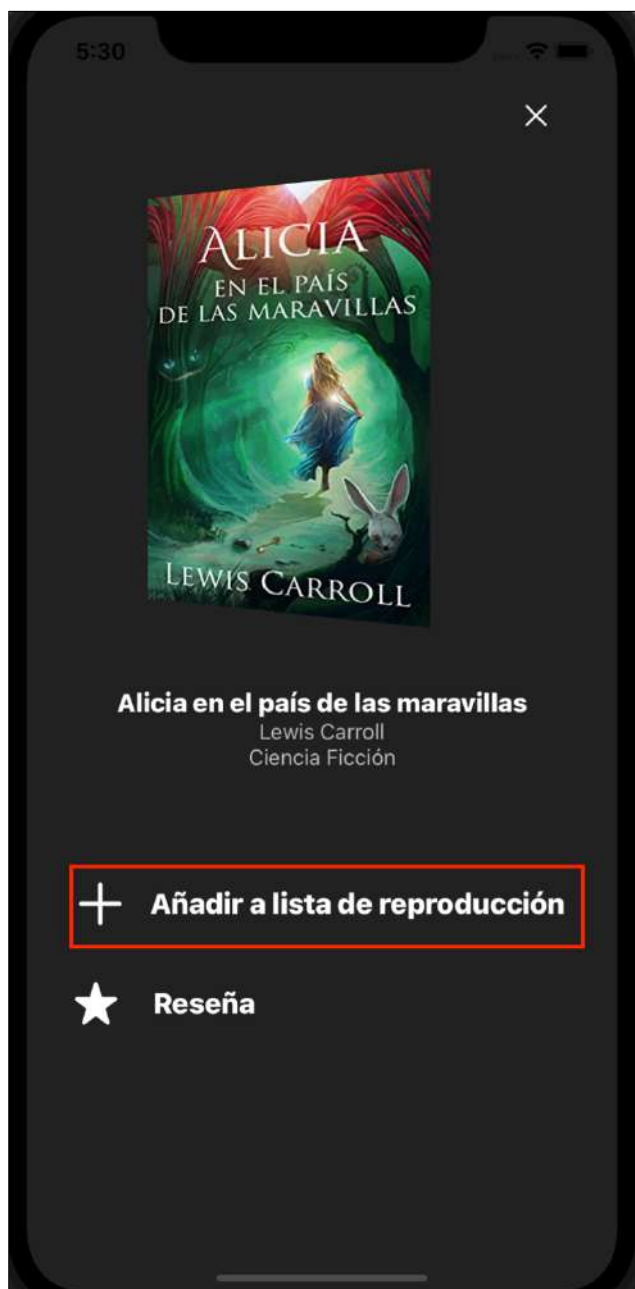 5:30
ALICIA
EN EL PAÍS
DE LAS MARAVILLAS
LEWIS CARROLL
Alicia en el país de las maravillas
Lewis Carroll
Ciencia Ficción
Añadir a lista de reproducción
Reseña